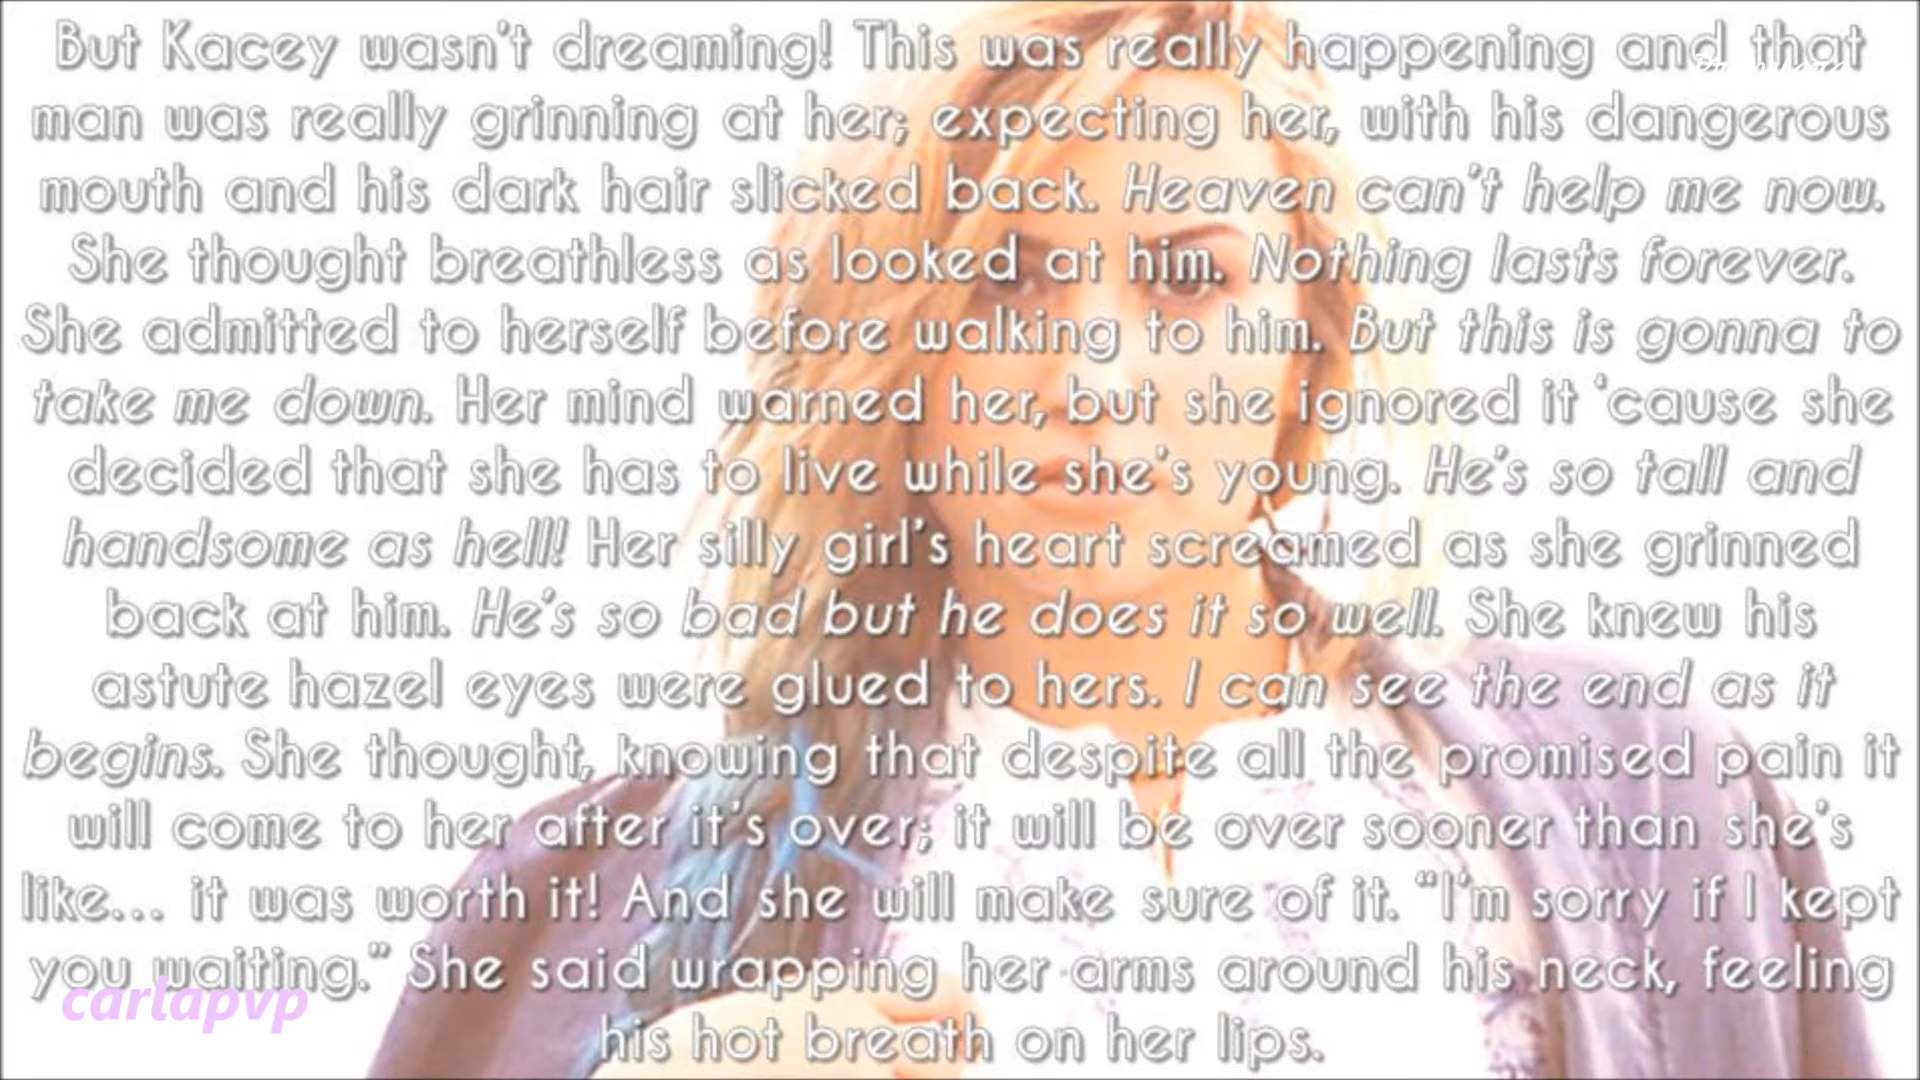 But Kacey wasn't dreaming! This was really happening and that
man was really grinning at her; expecting her, with his dangerous
mouth and his dark hair slicked back. Heaven can't help me now.
She thought breathless as looked at him. Nothing lasts forever.
She admitted to herself before walking to him. But this is gonna to
take me down. Her mind warned her, but she ignored it 'cause she
decided that she has to live while she's young. He's so tall and
handsome as hell! Her silly girl's heart screamed as she grinned
back at him. He's so bad but he does it so well. She knew his
astute hazel eyes were glued to hers. I can see the end as it
begins. She thought, knowing that despite all the promised pain it
will come to her after it's over; it will be over sooner than she's
like... it was worth it! And she will make sure of it. “I'm sorry if I kept
you waiting.” She said wrapping her arms around his neck, feeling
his hot breath on her lips.
carlapvp